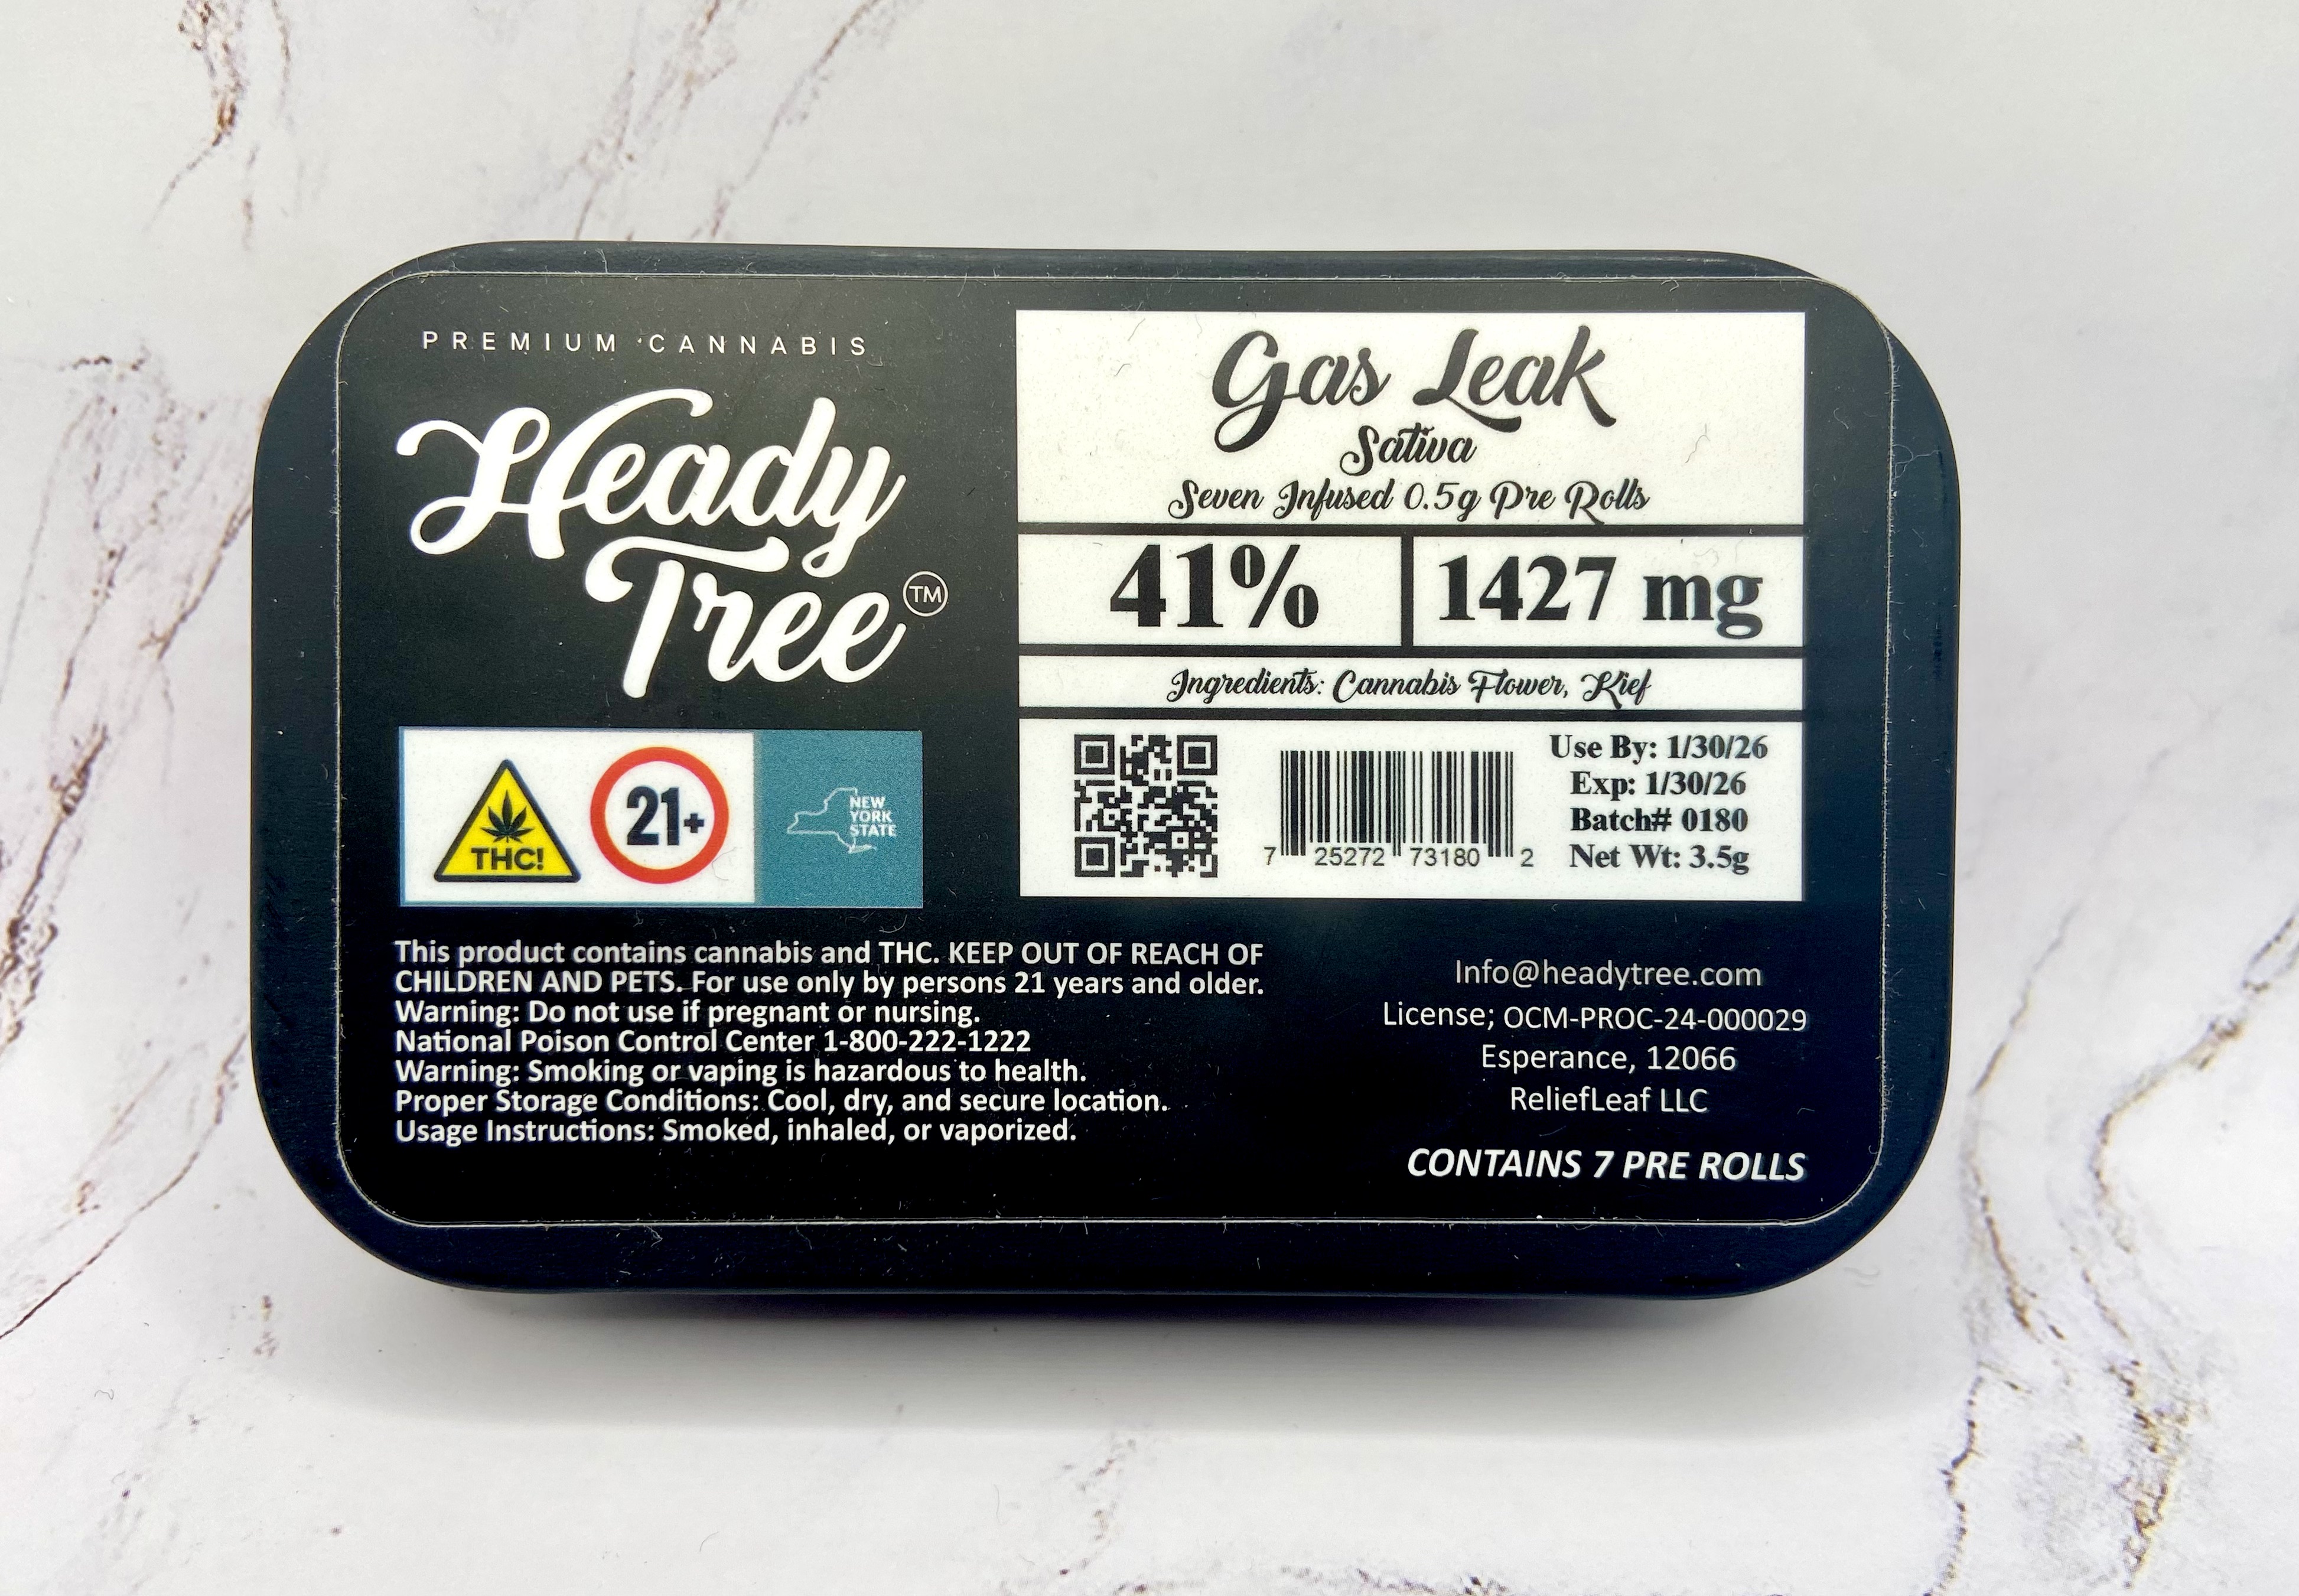 PREMIUM CANNABIS
Heady
Tree
TM
THC!
21+
NEW
YORK
STATE
Gas Leak
Sativa
Seven Infused 0.5g Pre Rolls
41%
1427 mg
Ingredients: Cannabis Flower, Kief
7 25272 73180 2
Use By: 1/30/26
Exp: 1/30/26
Batch# 0180
Net Wt: 3.5g
This product contains cannabis and THC. KEEP OUT OF REACH OF
CHILDREN AND PETS. For use only by persons 21 years and older.
Warning: Do not use if pregnant or nursing.
National Poison Control Center 1-800-222-1222
Warning: Smoking or vaping is hazardous to health.
Proper Storage Conditions: Cool, dry, and secure location.
Usage Instructions: Smoked, inhaled, or vaporized.
Info@headytree.com
License; OCM-PROC-24-000029
Esperance, 12066
ReliefLeaf LLC
CONTAINS 7 PRE ROLLS